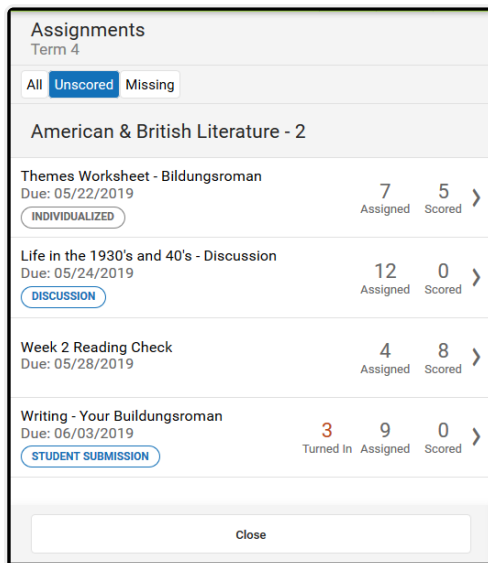 Assignments
Term 4
All Unscored Missing
American & British Literature - 2
Themes Worksheet - Bildungsroman
Due: 05/22/2019
INDIVIDUALIZED
7 5
Assigned Scored
Life in the 1930's and 40's - Discussion
Due: 05/24/2019
DISCUSSION
12 0
Assigned Scored
Week 2 Reading Check
Due: 05/28/2019
4 8
Assigned Scored
Writing - Your Buildungsroman
Due: 06/03/2019
STUDENT SUBMISSION
3 9 0
Turned In Assigned Scored
Close